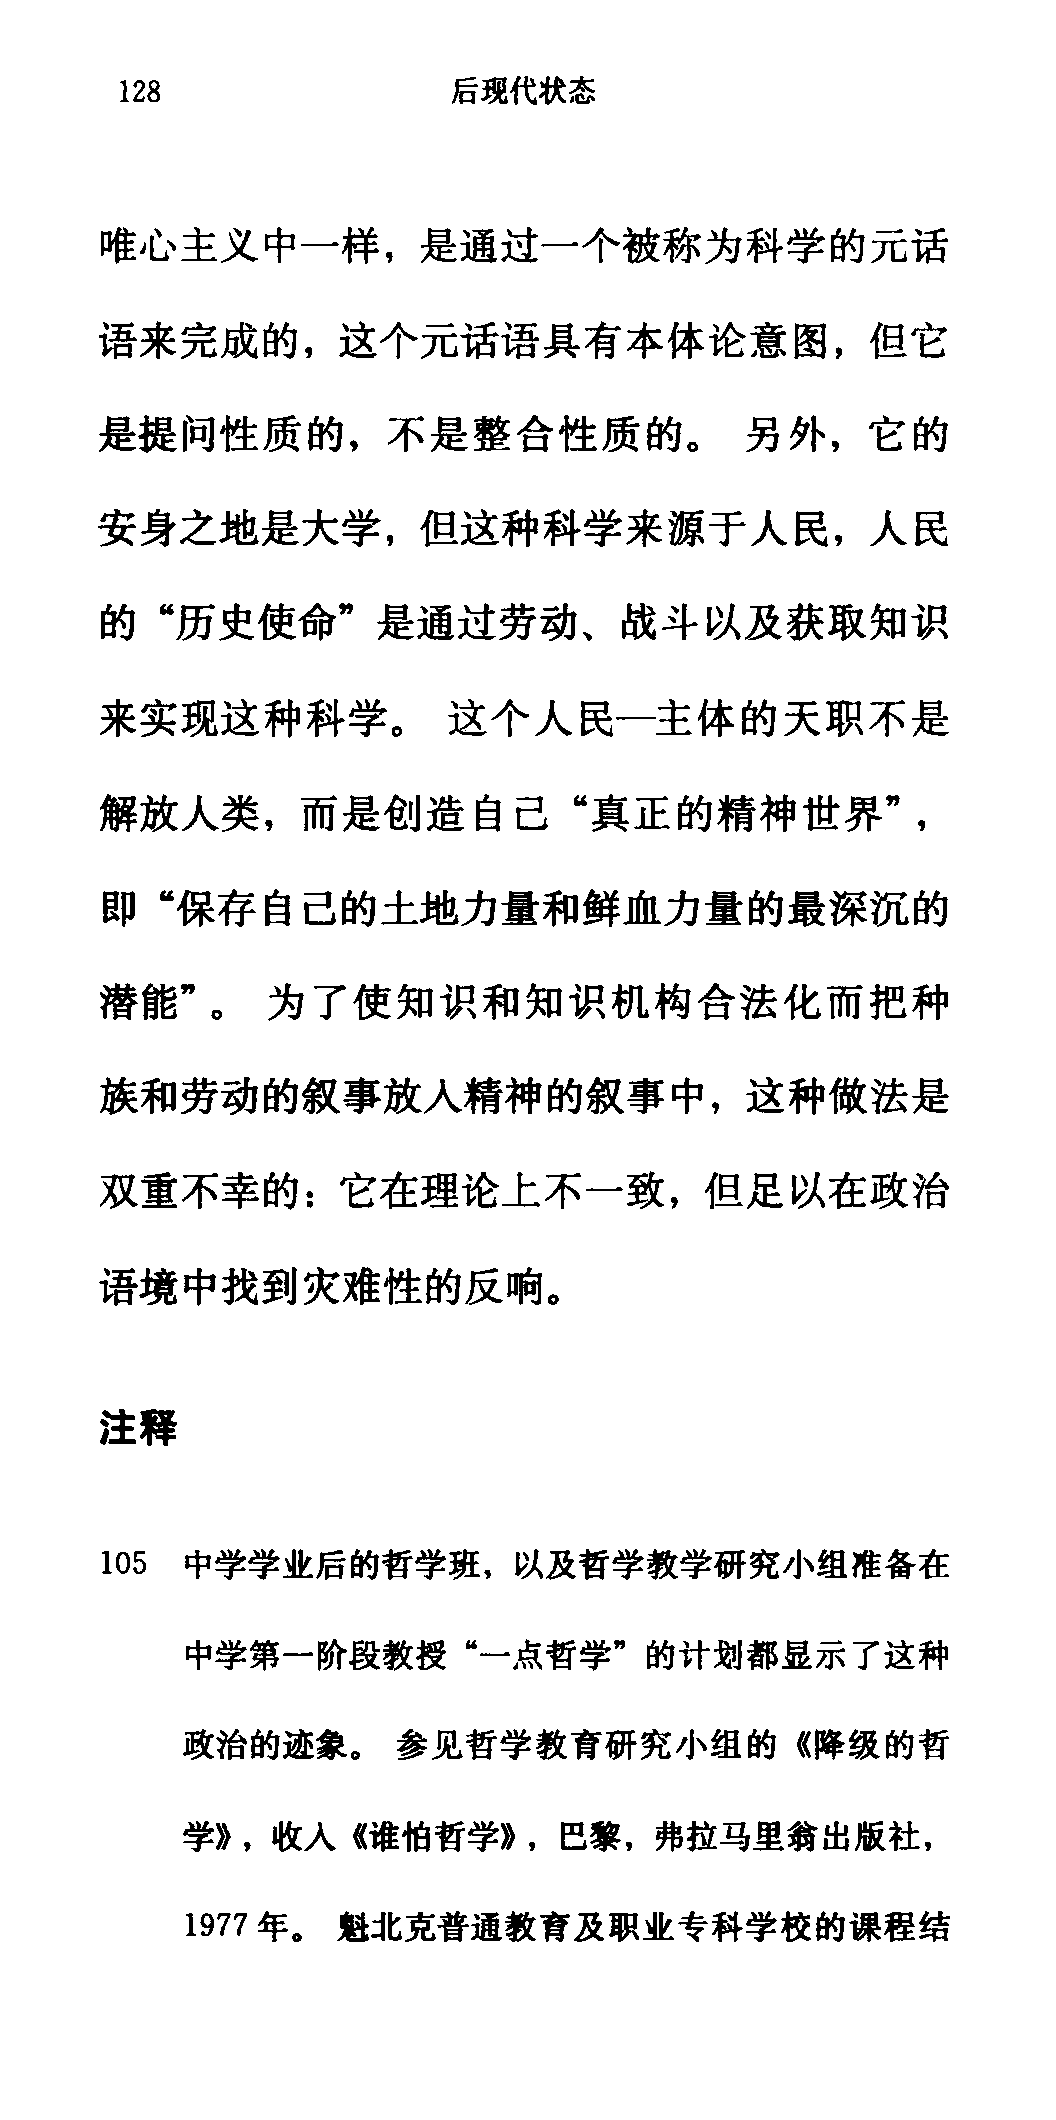 128 后现代状态
唯心主义中一样，是通过一个被称为科学的元话
语来完成的，这个元话语具有本体论意图，但它
是提问性质的，不是整合性质的。 另外，它的
安身之地是大学，但这种科学来源于人民，人民
的“历史使命”是通过劳动、战斗以及获取知识
来实现这种科学。 这个人民—主体的天职不是
解放人类，而是创造自己“真正的精神世界”，
即“保存自己的土地力量和鲜血力量的最深沉的
潜能”。 为了使知识和知识机构合法化而把种
族和劳动的叙事放入精神的叙事中，这种做法是
双重不幸的：它在理论上不一致，但足以在政治
语境中找到灾难性的反响。
注释
105 中学学业后的哲学班，以及哲学教学研究小组准备在
中学第一阶段教授“一点哲学”的计划都显示了这种
政治的迹象。 参见哲学教育研究小组的《降级的哲
学》，收入《谁怕哲学》，巴黎，弗拉马里翁出版社，
1977年。 魁北克普通教育及职业专科学校的课程结